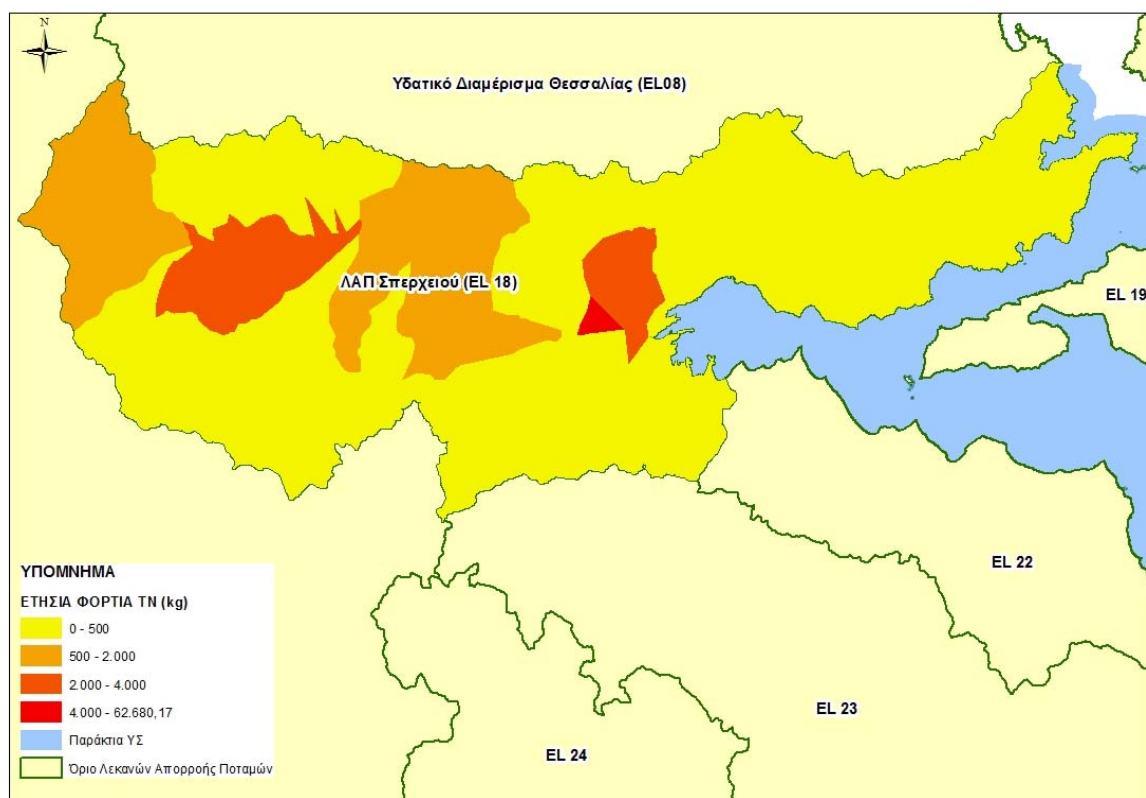 N
Υδατικό Διαμέρισμα Θεσσαλίας (EL08)
ΛΑΠ Σπερχειού (EL 18)
EL 19
EL 22
EL 23
EL 24
ΥΠΟΜΝΗΜΑ
ΕΤΗΣΙΑ ΦΟΡΤΙΑ TN (kg)
0 - 500
500 - 2.000
2.000 - 4.000
4.000 - 62.680,17
Παράκτια ΥΣ
Όριο Λεκανών Απορροής Ποταμών